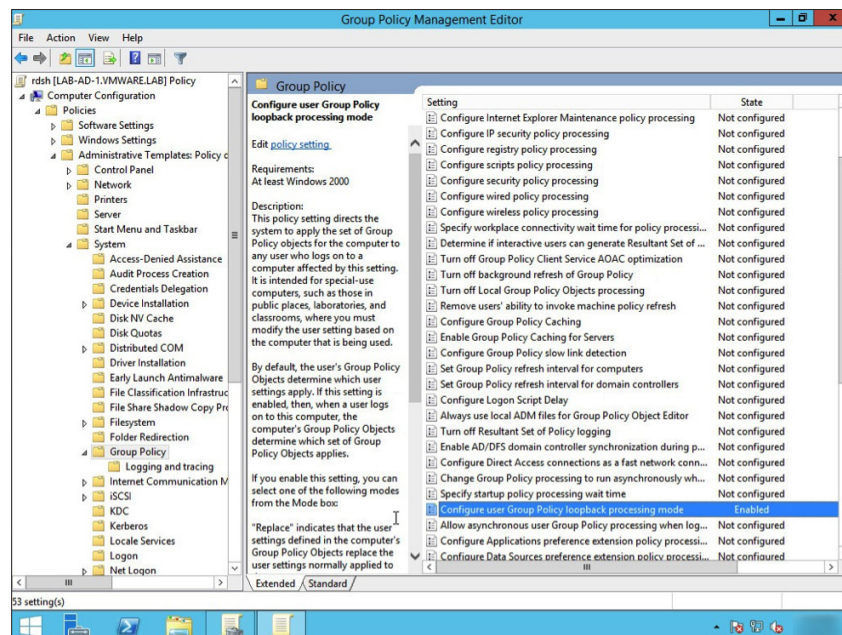 Group Policy Management Editor
File Action View Help
rdsh [LAB-AD-1.VMWARE.LAB] Policy
Computer Configuration
Policies
Software Settings
Windows Settings
Administrative Templates: Policy d
Control Panel
Network
Printers
Server
Start Menu and Taskbar
System
Access-Denied Assistance
Audit Process Creation
Credentials Delegation
Device Installation
Disk NV Cache
Disk Quotas
Distributed COM
Driver Installation
Early Launch Antimalware
File Classification Infrastruc
File Share Shadow Copy Pro
Filesystem
Folder Redirection
Group Policy
Logging and tracing
Internet Communication M
iSCSI
KDC
Kerberos
Locale Services
Logon
Net Logon
Group Policy
Configure user Group Policy
loopback processing mode
Edit policy setting
Requirements:
At least Windows 2000
Description:
This policy setting directs the
system to apply the set of Group
Policy objects for the computer to
any user who logs on to a
computer affected by this setting.
It is intended for special-use
computers, such as those in
public places, laboratories, and
classrooms, where you must
modify the user setting based on
the computer that is being used.
By default, the user's Group Policy
Objects determine which user
settings apply. If this setting is
enabled, then, when a user logs
on to this computer, the
computer's Group Policy Objects
determine which set of Group
Policy Objects applies.
If you enable this setting, you can
select one of the following modes
from the Mode box:
"Replace" indicates that the user
settings defined in the computer's
Group Policy Objects replace the
user settings normally applied to
Setting State
Configure Internet Explorer Maintenance policy processing Not configured
Configure IP security policy processing Not configured
Configure registry policy processing Not configured
Configure scripts policy processing Not configured
Configure security policy processing Not configured
Configure wired policy processing Not configured
Configure wireless policy processing Not configured
Specify workplace connectivity wait time for policy processi... Not configured
Determine if interactive users can generate Resultant Set of ... Not configured
Turn off Group Policy Client Service AOAC optimization Not configured
Turn off background refresh of Group Policy Not configured
Turn off Local Group Policy Objects processing Not configured
Remove users' ability to invoke machine policy refresh Not configured
Configure Group Policy Caching Not configured
Enable Group Policy Caching for Servers Not configured
Configure Group Policy slow link detection Not configured
Set Group Policy refresh interval for computers Not configured
Set Group Policy refresh interval for domain controllers Not configured
Configure Logon Script Delay Not configured
Always use local ADM files for Group Policy Object Editor Not configured
Turn off Resultant Set of Policy logging Not configured
Enable AD/DFS domain controller synchronization during p... Not configured
Configure Direct Access connections as a fast network conn... Not configured
Change Group Policy processing to run asynchronously wh... Not configured
Specify startup policy processing wait time Not configured
Configure user Group Policy loopback processing mode Enabled
Allow asynchronous user Group Policy processing when log... Not configured
Configure Applications preference extension policy processi... Not configured
Configure Data Sources preference extension policy processi... Not configured
Extended Standard
53 setting(s)